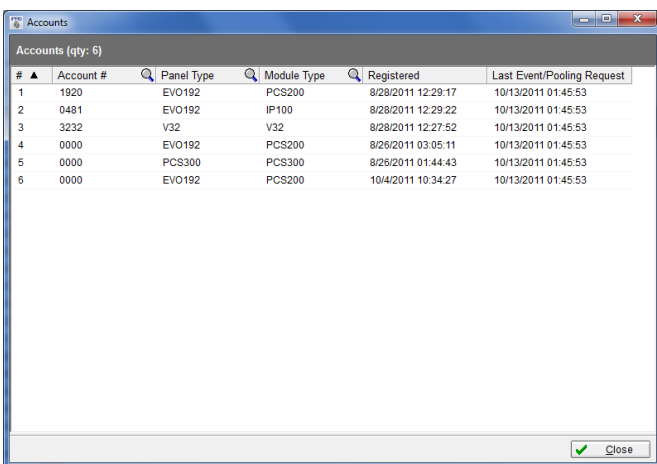 Accounts
Accounts (qty: 6)
# ▲ Account # Panel Type Module Type Registered Last Event/Pooling Request
1 1920 EVO192 PCS200 8/28/2011 12:29:17 10/13/2011 01:45:53
2 0481 EVO192 IP100 8/28/2011 12:29:22 10/13/2011 01:45:53
3 3232 V32 V32 8/28/2011 12:27:52 10/13/2011 01:45:53
4 0000 EVO192 PCS200 8/26/2011 03:05:11 10/13/2011 01:45:53
5 0000 PCS300 PCS300 8/26/2011 01:44:43 10/13/2011 01:45:53
6 0000 EVO192 PCS200 10/4/2011 10:34:27 10/13/2011 01:45:53
Close